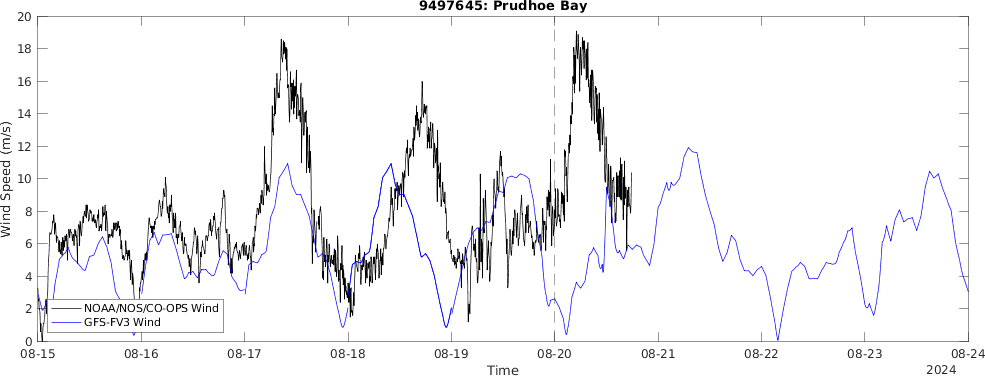 9497645: Prudhoe Bay
20
18
16
14
12
10
8
6
4
2
0
Wind Speed (m/s)
NOAA/NOS/CO-OPS Wind
GFS-FV3 Wind
08-15 08-16 08-17 08-18 08-19 08-20 08-21 08-22 08-23 08-24
Time
2024